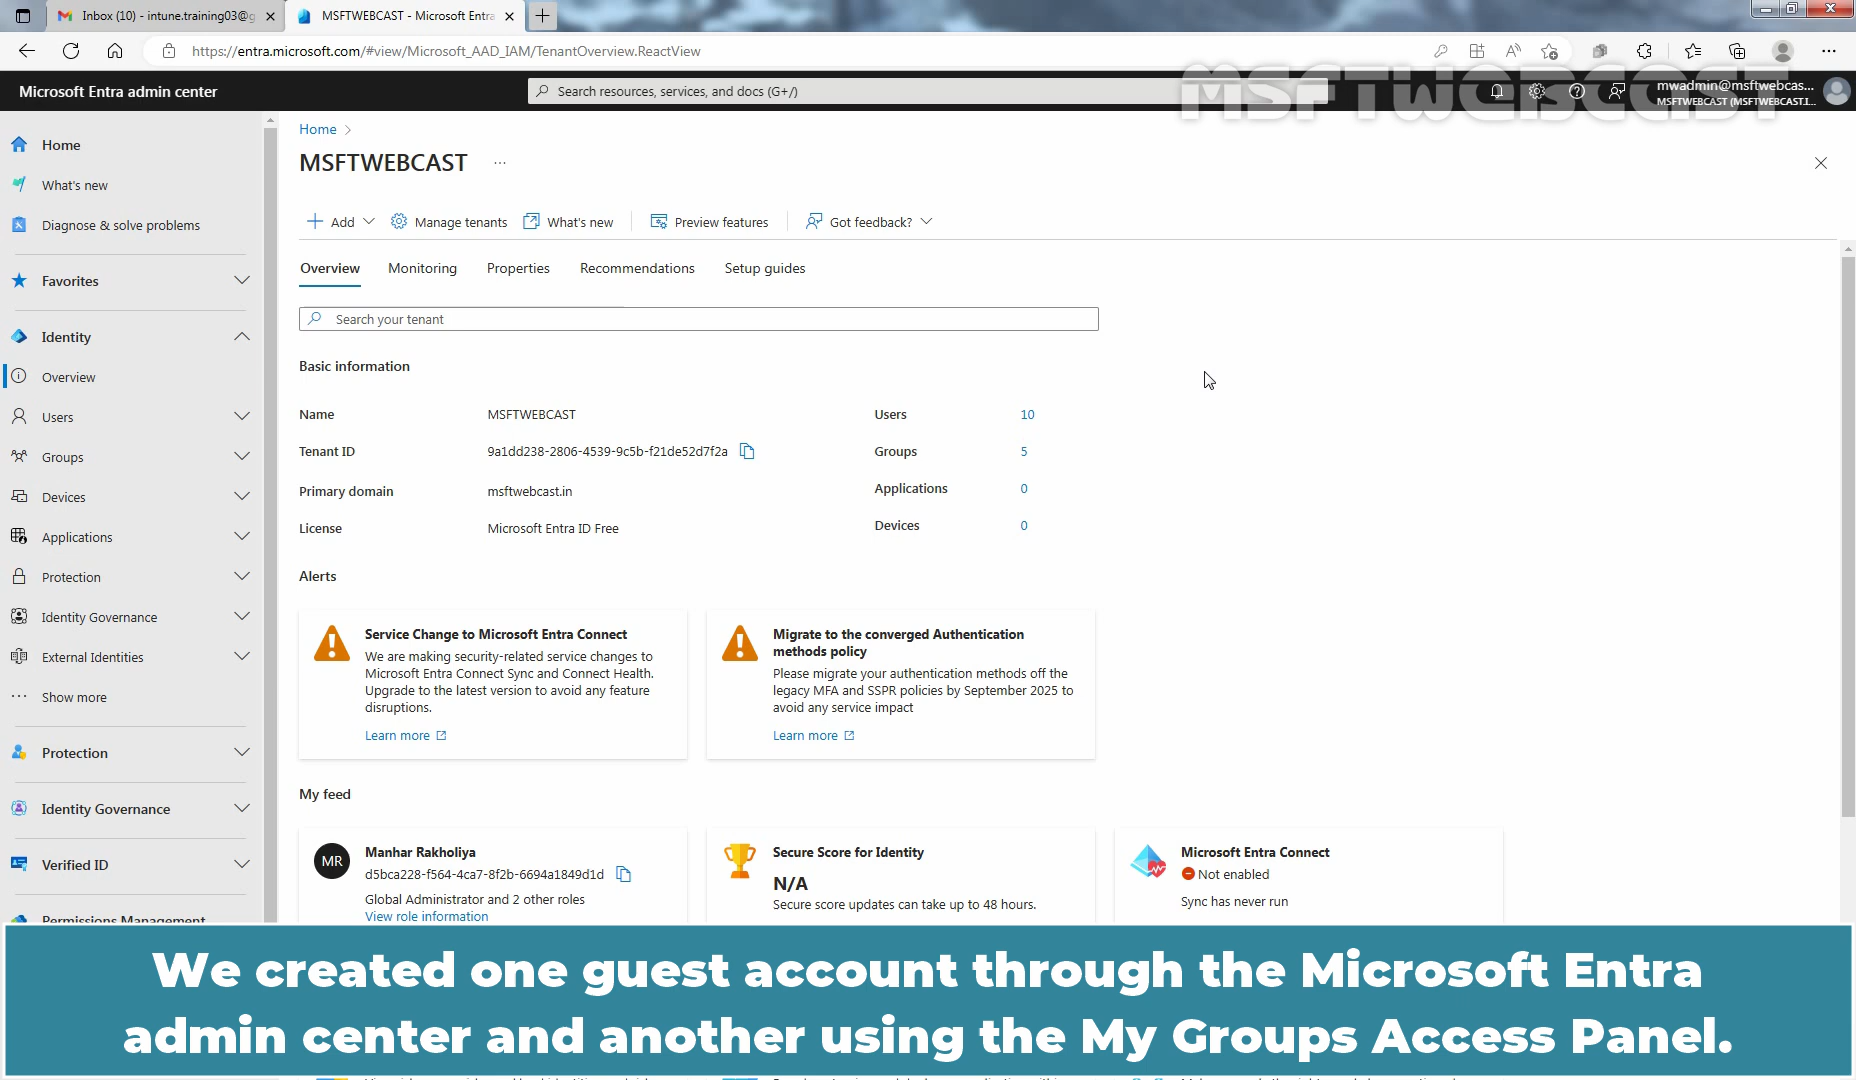 Inbox (10) - intune.training03@g
MSFTWEBCAST - Microsoft Entra
https://entra.microsoft.com/#view/Microsoft_AAD_IAM/TenantOverview.ReactView
MSFTWEBCAST
Microsoft Entra admin center
Search resources, services, and docs (G+/)
mwadmin@msftwebcas...
MSFTWEBCAST (MSFTWEBCAST.I...
Home
What's new
Diagnose & solve problems
Favorites
Identity
Overview
Users
Groups
Devices
Applications
Protection
Identity Governance
External Identities
Show more
Protection
Identity Governance
Verified ID
Permissions Management
Home
MSFTWEBCAST
Add
Manage tenants
What's new
Preview features
Got feedback?
Overview
Monitoring
Properties
Recommendations
Setup guides
Search your tenant
Basic information
Name MSFTWEBCAST
Tenant ID 9a1dd238-2806-4539-9c5b-f21de52d7f2a
Primary domain msftwebcast.in
License Microsoft Entra ID Free
Users 10
Groups 5
Applications 0
Devices 0
Alerts
Service Change to Microsoft Entra Connect
We are making security-related service changes to
Microsoft Entra Connect Sync and Connect Health.
Upgrade to the latest version to avoid any feature
disruptions.
Learn more
Migrate to the converged Authentication
methods policy
Please migrate your authentication methods off the
legacy MFA and SSPR policies by September 2025 to
avoid any service impact
Learn more
My feed
MR
Manhar Rakholiya
d5bca228-f564-4ca7-8f2b-6694a1849d1d
Global Administrator and 2 other roles
View role information
Secure Score for Identity
N/A
Secure score updates can take up to 48 hours.
Microsoft Entra Connect
Not enabled
Sync has never run
We created one guest account through the Microsoft Entra
admin center and another using the My Groups Access Panel.